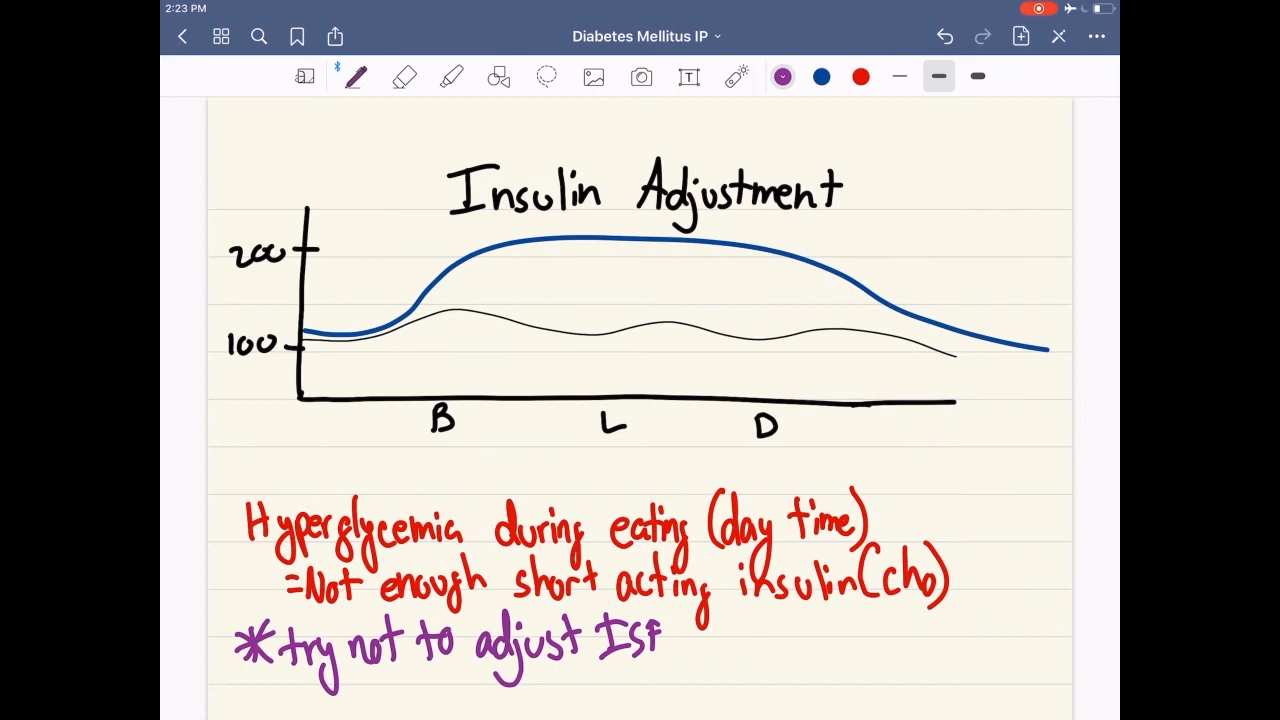 2:23 PM
Diabetes Mellitus IP
T
Insulin Adjustment
200
100
B L D
Hyperglycemia during eating (day time)
=Not enough short acting insulin (cho)
*try not to adjust ISF